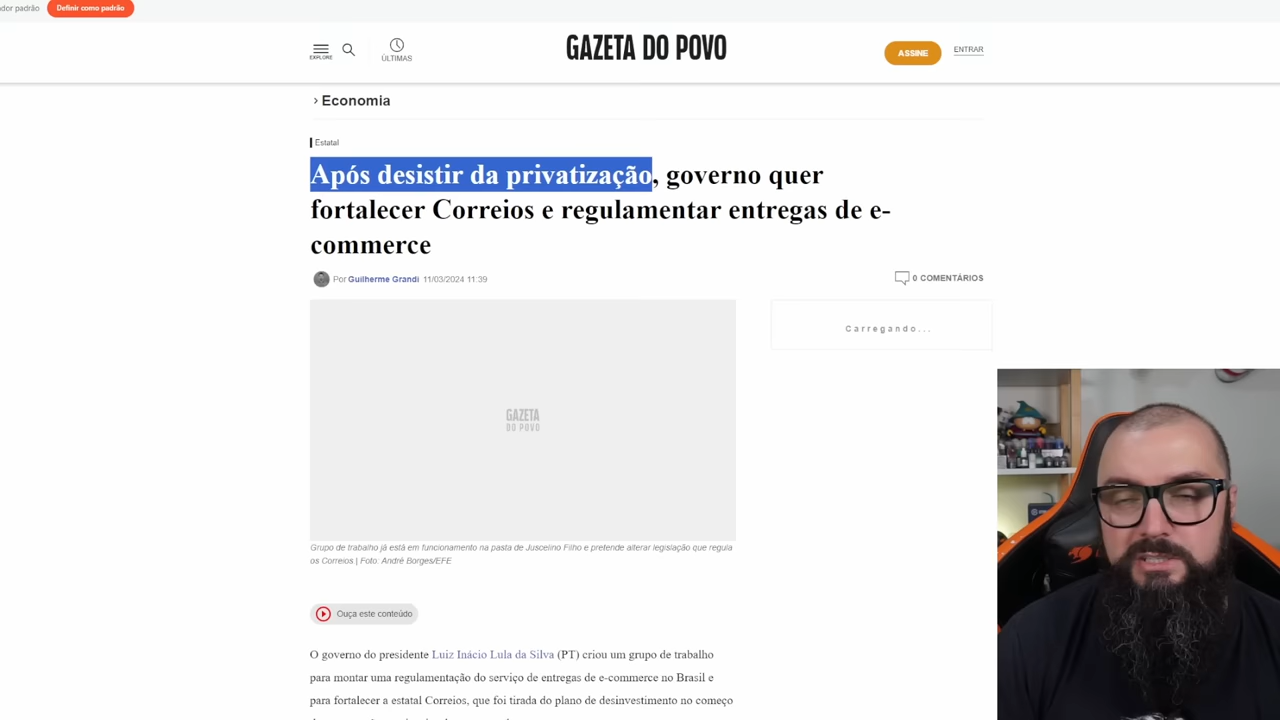 dor padrão
Definir como padrão
EXPLORE
ÚLTIMAS
GAZETA DO POVO
ASSINE
ENTRAR
› Economia
Estatal
Após desistir da privatização, governo quer
fortalecer Correios e regulamentar entregas de e-
commerce
Por Guilherme Grandi 11/03/2024 11:39
0 COMENTÁRIOS
Carregando...
GAZETA
DO POVO
Grupo de trabalho já está em funcionamento na pasta de Juscelino Filho e pretende alterar legislação que regula
os Correios | Foto: André Borges/EFE
Ouça este conteúdo
O governo do presidente Luiz Inácio Lula da Silva (PT) criou um grupo de trabalho
para montar uma regulamentação do serviço de entregas de e-commerce no Brasil e
para fortalecer a estatal Correios, que foi tirada do plano de desinvestimento no começo